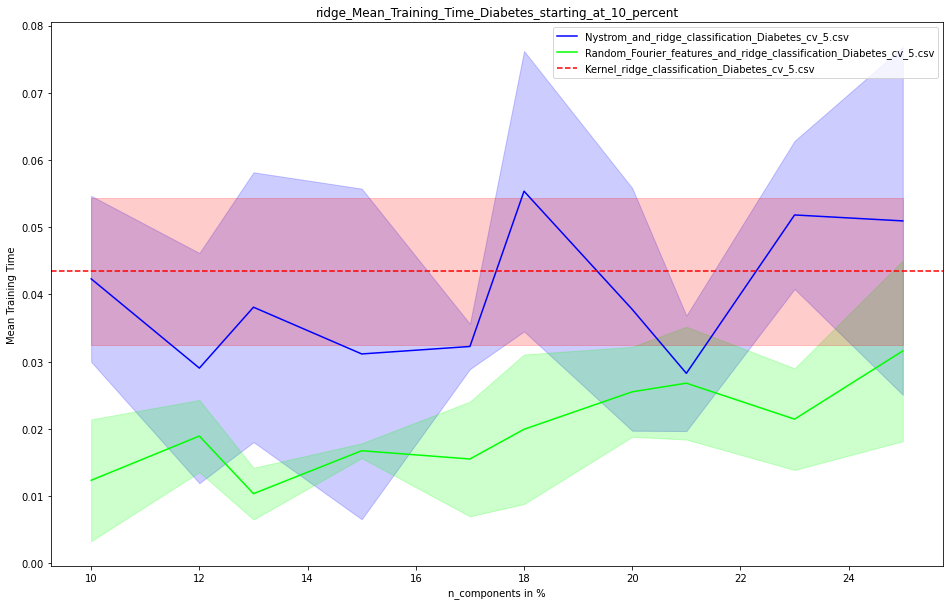 ridge_Mean_Training_Time_Diabetes_starting_at_10_percent
Nystrom_and_ridge_classification_Diabetes_cv_5.csv
Random_Fourier_features_and_ridge_classification_Diabetes_cv_5.csv
Kernel_ridge_classification_Diabetes_cv_5.csv
Mean Training Time
0.08
0.07
0.06
0.05
0.04
0.03
0.02
0.01
0.00
10 12 14 16 18 20 22 24
n_components in %